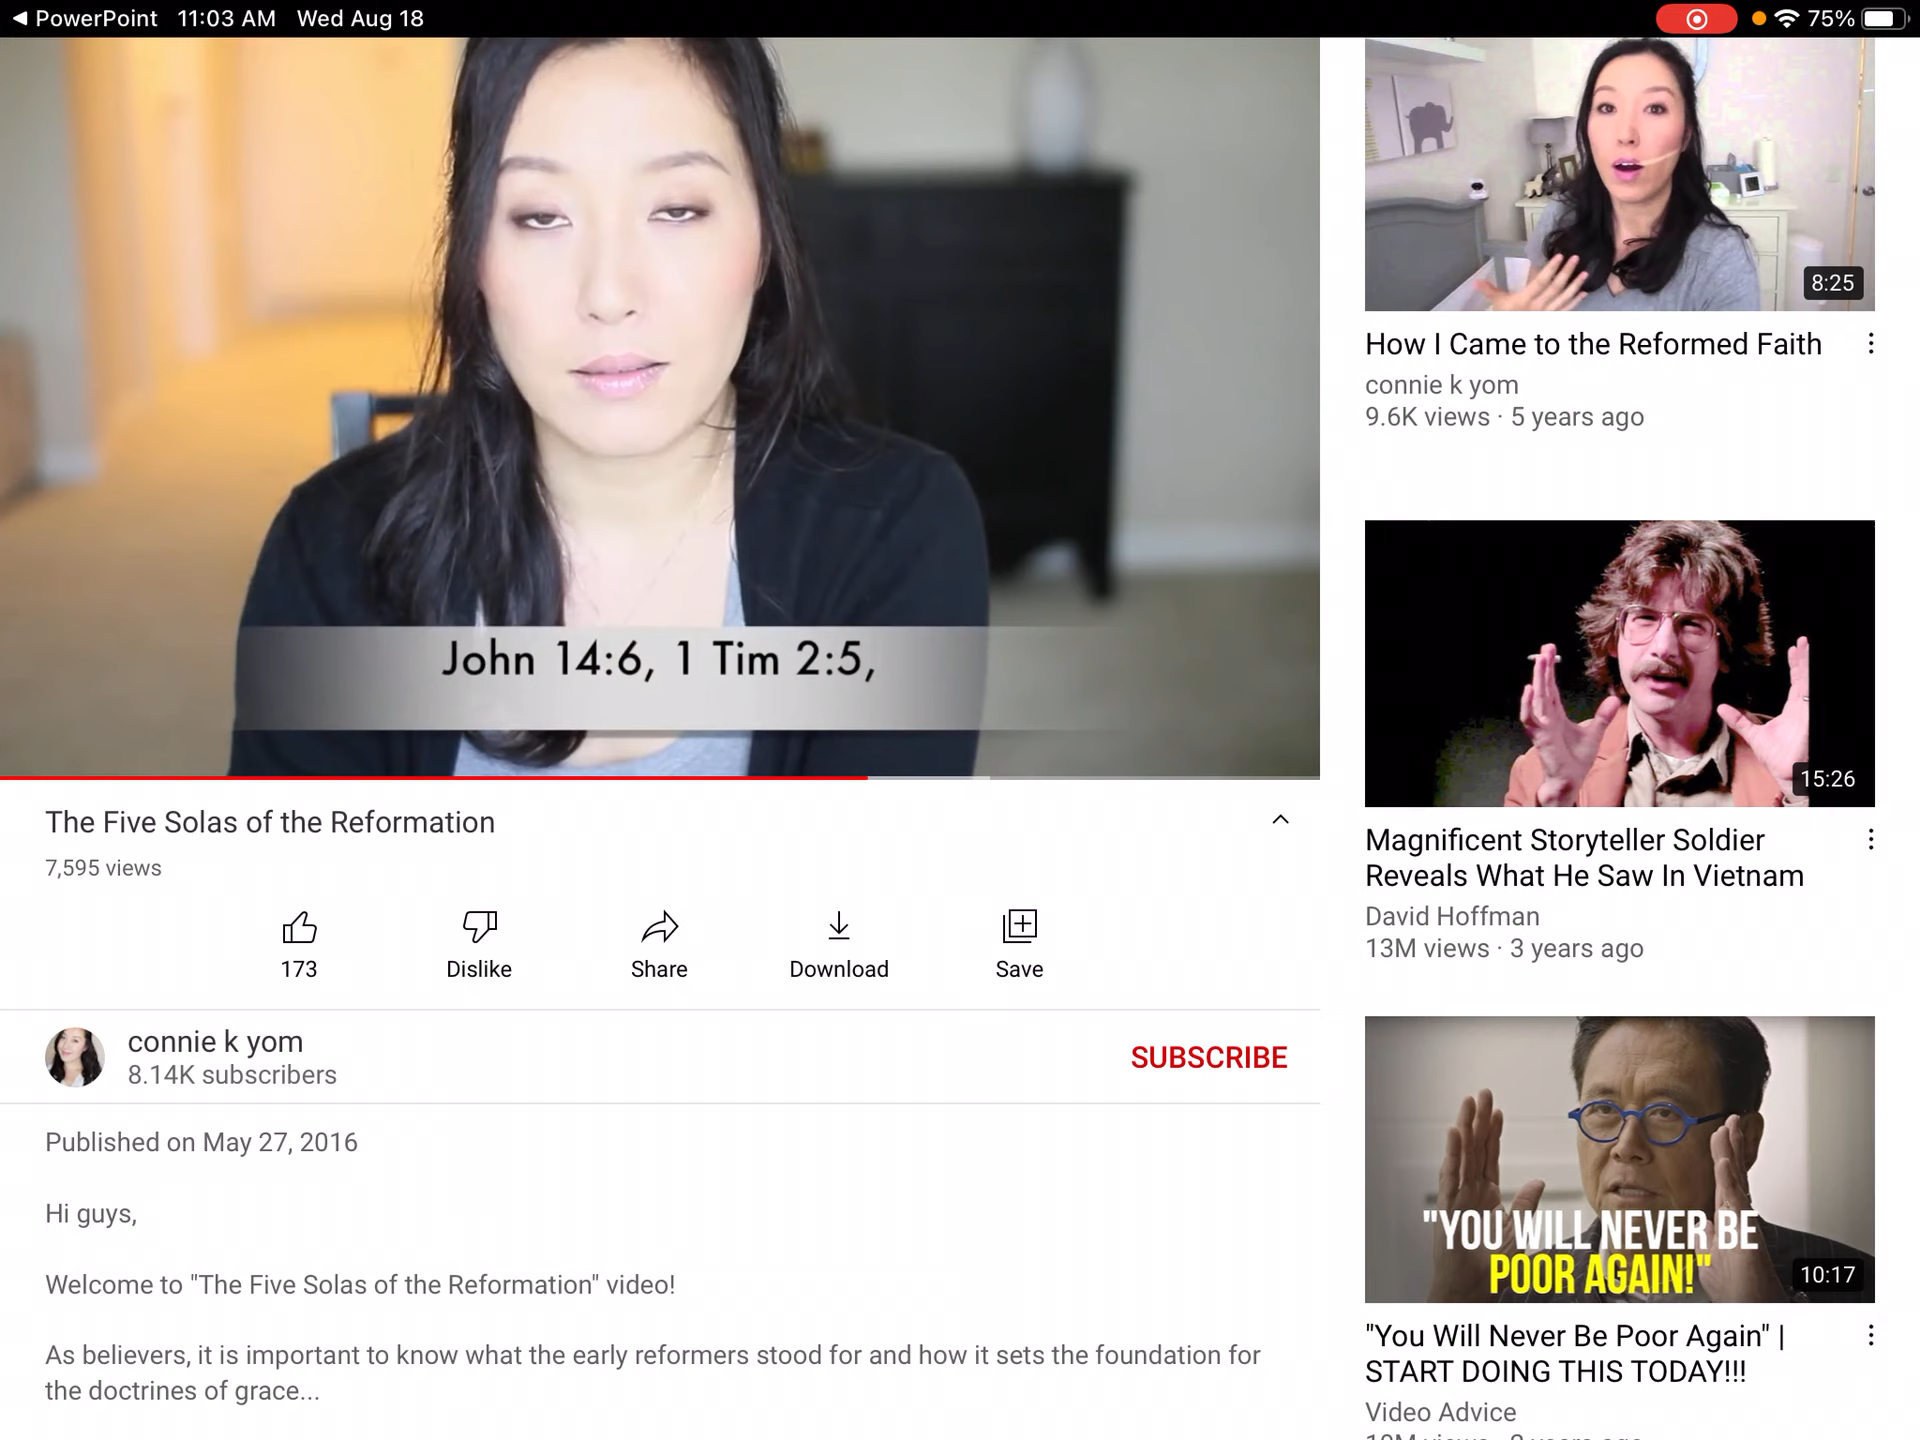 PowerPoint 11:03 AM Wed Aug 18
75%
John 14:6, 1 Tim 2:5,
The Five Solas of the Reformation
7,595 views
173
Dislike
Share
Download
Save
connie k yom
8.14K subscribers
SUBSCRIBE
Published on May 27, 2016
Hi guys,
Welcome to "The Five Solas of the Reformation" video!
As believers, it is important to know what the early reformers stood for and how it sets the foundation for
the doctrines of grace...
8:25
How I Came to the Reformed Faith
connie k yom
9.6K views · 5 years ago
15:26
Magnificent Storyteller Soldier
Reveals What He Saw In Vietnam
David Hoffman
13M views · 3 years ago
"YOU WILL NEVER BE
POOR AGAIN!"
10:17
"You Will Never Be Poor Again" |
START DOING THIS TODAY!!!
Video Advice